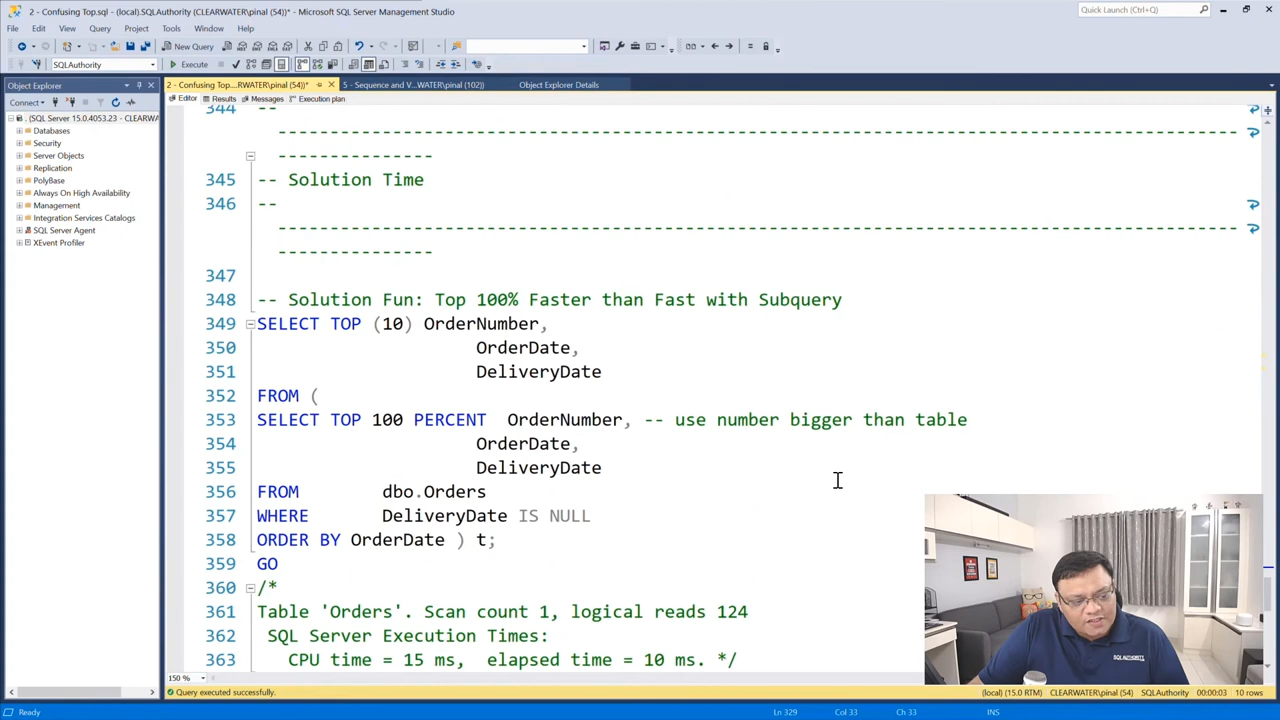 2 - Confusing Top.sql - (local).SQLAuthority (CLEARWATER\pinal (54))* - Microsoft SQL Server Management Studio
Quick Launch (Ctrl+Q)
File Edit View Query Project Tools Window Help
New Query
SQLAuthority Execute
Object Explorer
2 - Confusing Top....RWATER\pinal (54))* 5 - Sequence and V...WATER\pinal (102)) Object Explorer Details
Connect
Editor Results Messages Execution plan
. (SQL Server 15.0.4053.23 - CLEARWA
Databases
Security
Server Objects
Replication
PolyBase
Always On High Availability
Management
Integration Services Catalogs
SQL Server Agent
XEvent Profiler
344 --
--------------------------------------------------------------------------------------------
---------------
345 -- Solution Time
346 --
--------------------------------------------------------------------------------------------
---------------
347
348 -- Solution Fun: Top 100% Faster than Fast with Subquery
349 SELECT TOP (10) OrderNumber,
350 OrderDate,
351 DeliveryDate
352 FROM (
353 SELECT TOP 100 PERCENT OrderNumber, -- use number bigger than table
354 OrderDate,
355 DeliveryDate
356 FROM dbo.Orders
357 WHERE DeliveryDate IS NULL
358 ORDER BY OrderDate ) t;
359 GO
360 /*
361 Table 'Orders'. Scan count 1, logical reads 124
362 SQL Server Execution Times:
363 CPU time = 15 ms, elapsed time = 10 ms. */
SQLAUTHORITY
150 %
Query executed successfully.
(local) (15.0 RTM) CLEARWATER\pinal (54) SQLAuthority 00:00:03 10 rows
Ready Ln 329 Col 33 Ch 33 INS